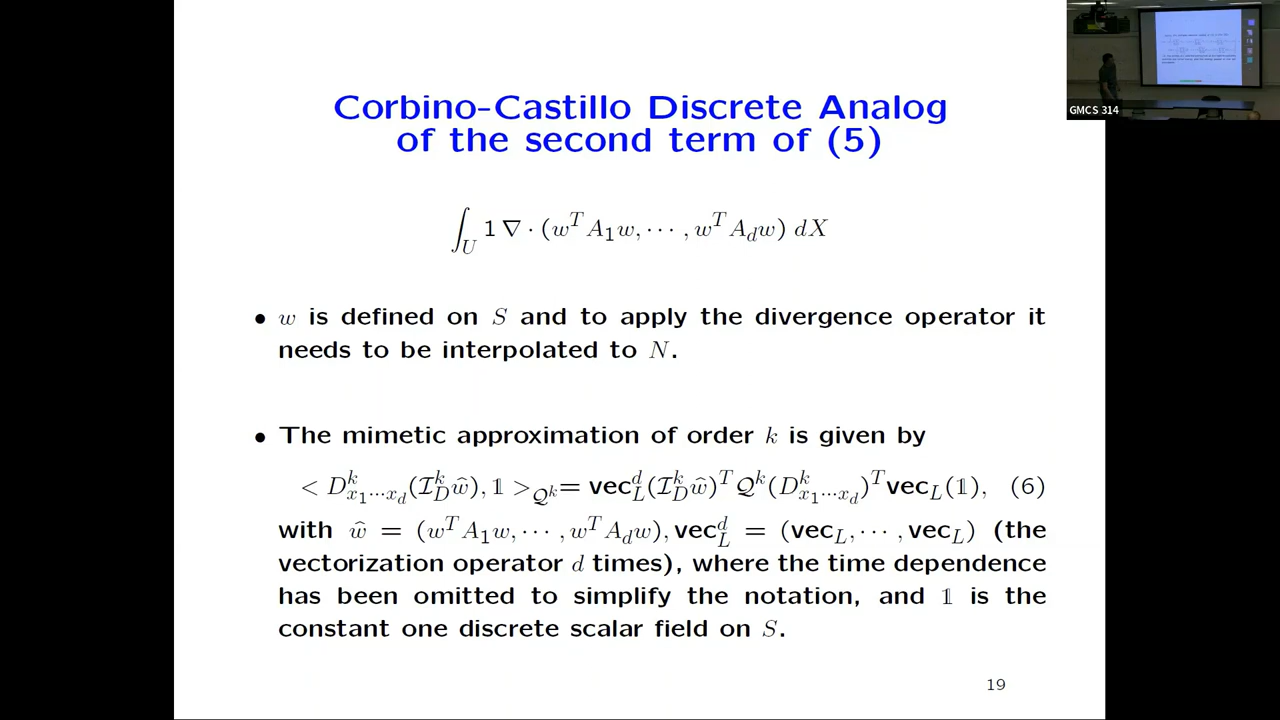 Corbino-Castillo Discrete Analog
of the second term of (5)
∫_U 1 ∇ · (w^T A_1 w, ··· , w^T A_d w) dX
• w is defined on S and to apply the divergence operator it
needs to be interpolated to N.
• The mimetic approximation of order k is given by
< D^k_{x_1···x_d}(ℐ^k_D ŵ), 𝟙 >_{𝒬^k} = vec^d_L(ℐ^k_D ŵ)^T 𝒬^k (D^k_{x_1···x_d})^T vec_L(𝟙), (6)
with ŵ = (w^T A_1 w, ··· , w^T A_d w), vec^d_L = (vec_L, ··· , vec_L) (the
vectorization operator d times), where the time dependence
has been omitted to simplify the notation, and 𝟙 is the
constant one discrete scalar field on S.
19
GMCS 314